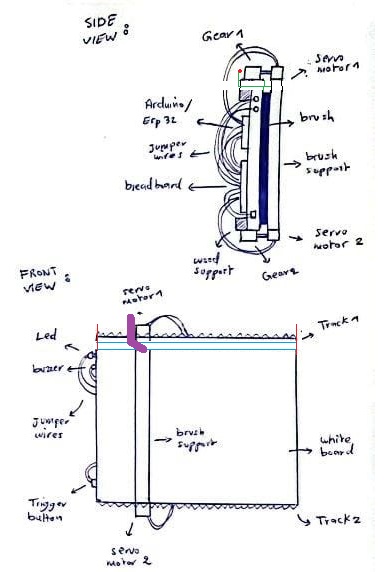 SIDE
VIEW :
Gear 1
servo
motor 1
Arduino/
Esp 32
jumper
wires
breadboard
brush
brush
support
servo
motor 2
wood
support
Gear 2
FRONT
VIEW :
servo
motor 1
Led
buzzer
Jumper
wires
Trigger
button
Track 1
brush
support
white
board
Track 2
servo
motor 2